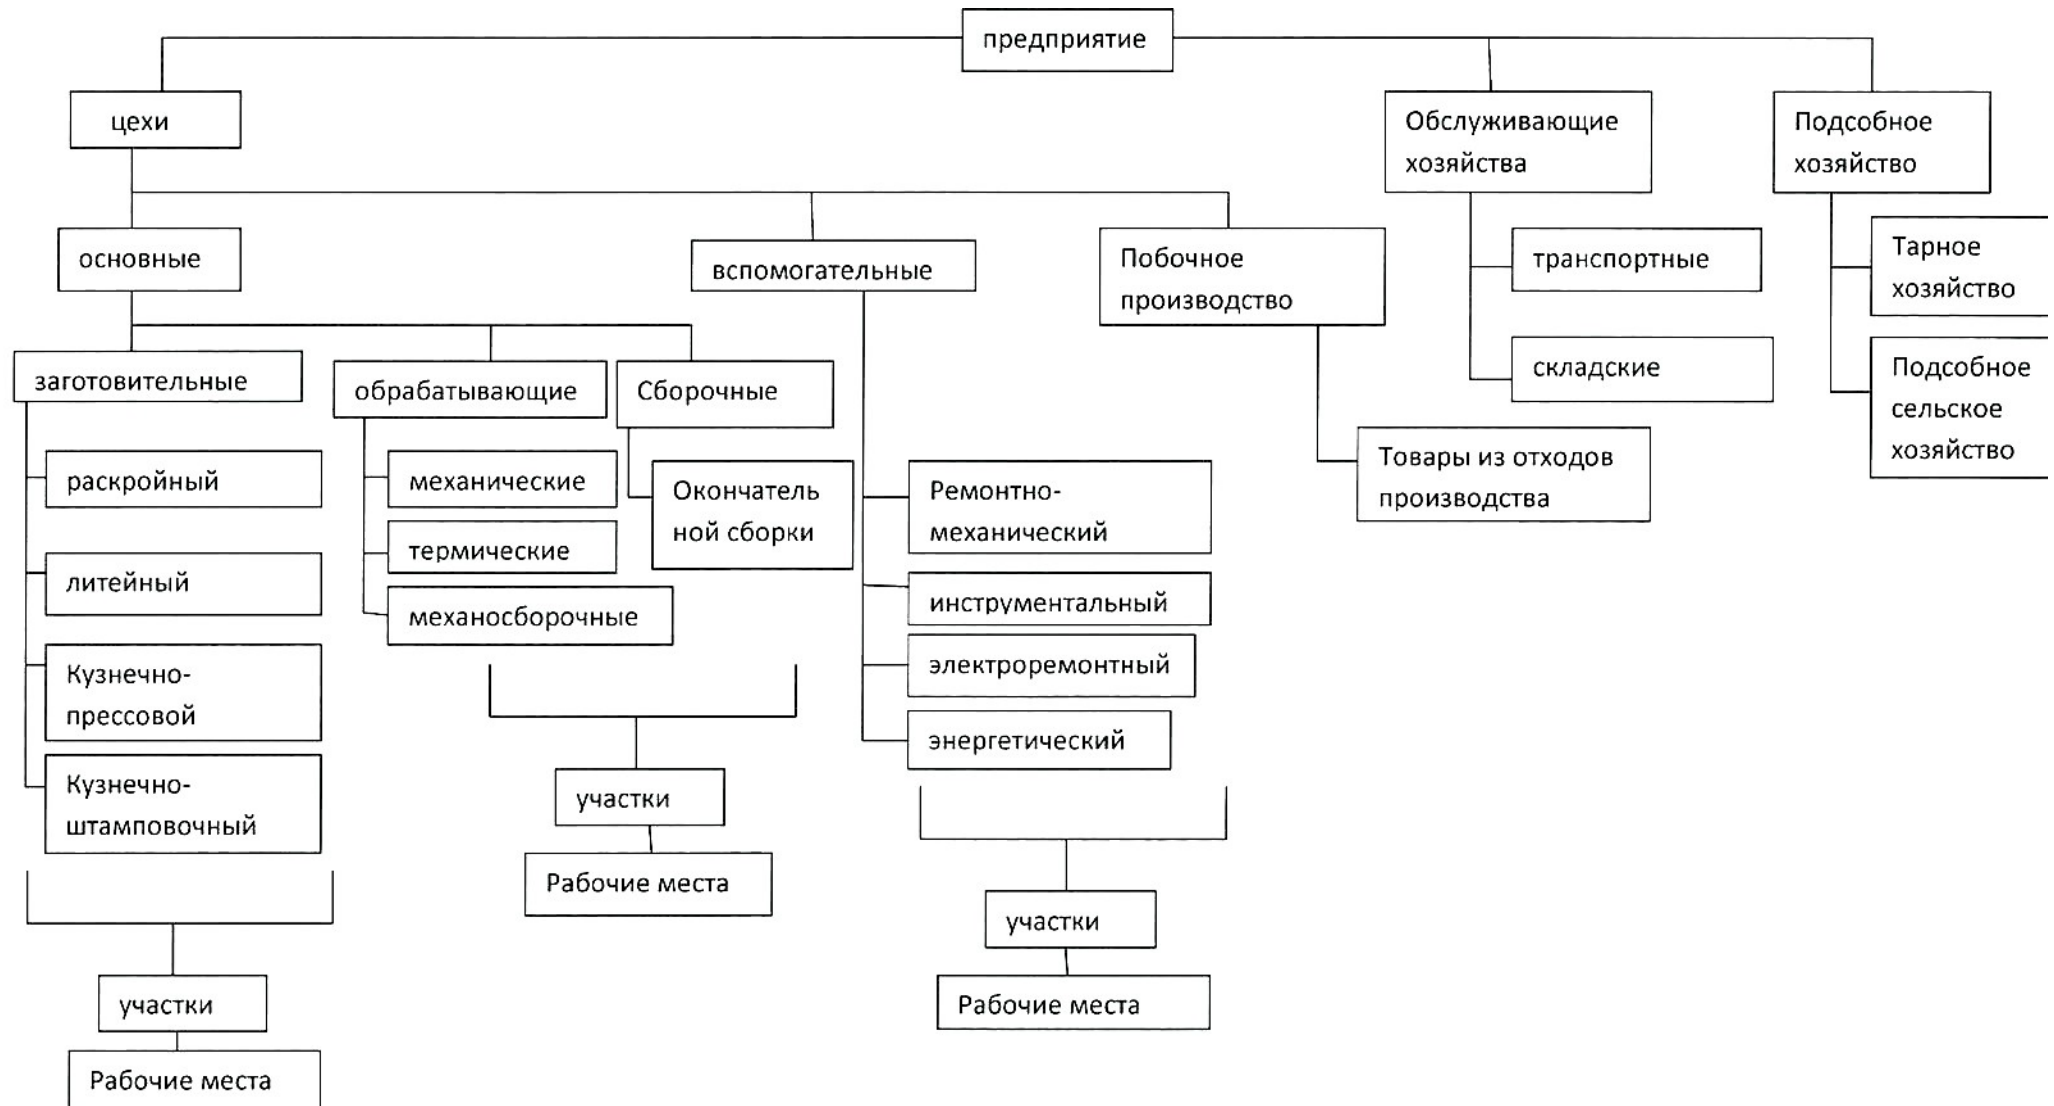 предприятие
цехи
Обслуживающие
хозяйства
Подсобное
хозяйство
основные
вспомогательные
Побочное
производство
транспортные
Тарное
хозяйство
заготовительные
обрабатывающие
Сборочные
складские
Подсобное
сельское
хозяйство
раскройный
механические
Окончатель
ной сборки
Ремонтно-
механический
Товары из отходов
производства
термические
литейный
механосборочные
инструментальный
Кузнечно-
прессовой
электроремонтный
энергетический
Кузнечно-
штамповочный
участки
Рабочие места
участки
Рабочие места
участки
Рабочие места